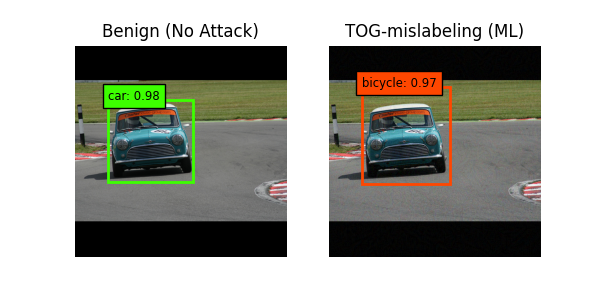 Benign (No Attack)
TOG-mislabeling (ML)
car: 0.98
bicycle: 0.97